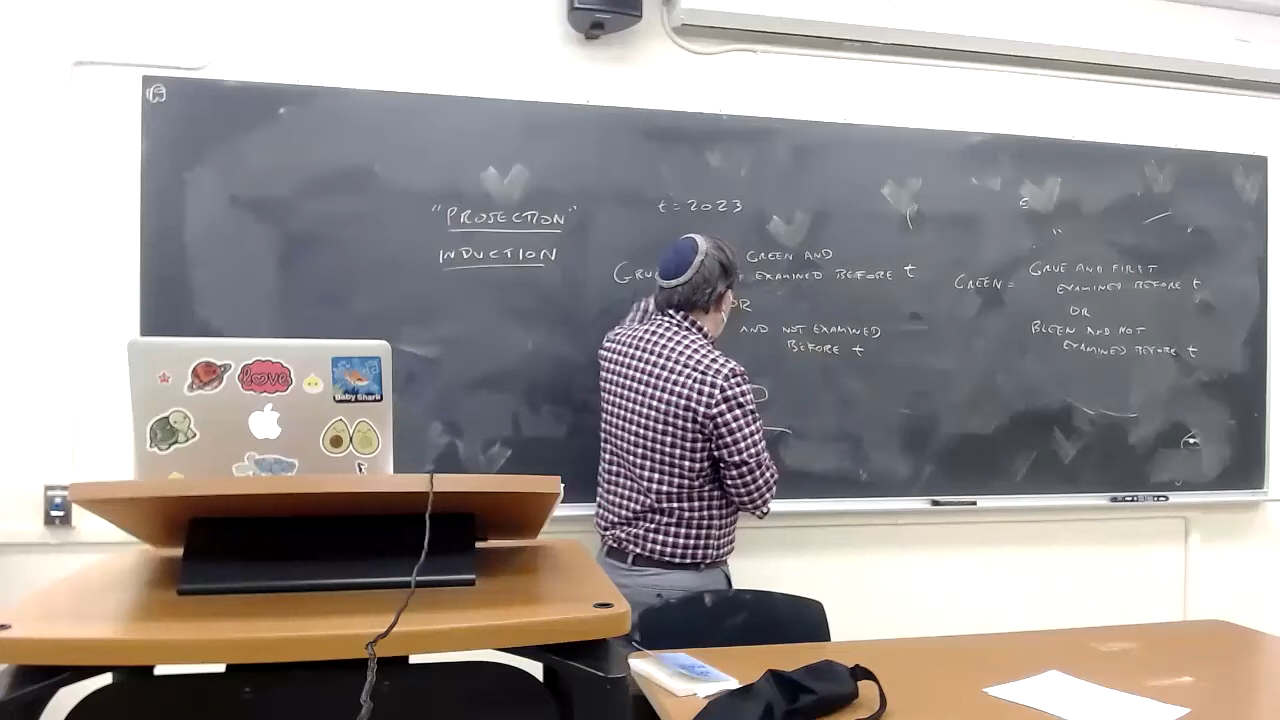 "PROJECTION"
INDUCTION
t = 2023
GREEN AND
EXAMINED BEFORE t
OR
AND NOT EXAMINED
BEFORE t
GREEN =
GRUE AND FIRST
EXAMINED BEFORE t
OR
BLEEN AND NOT
EXAMINED BEFORE t
love
Baby Shark